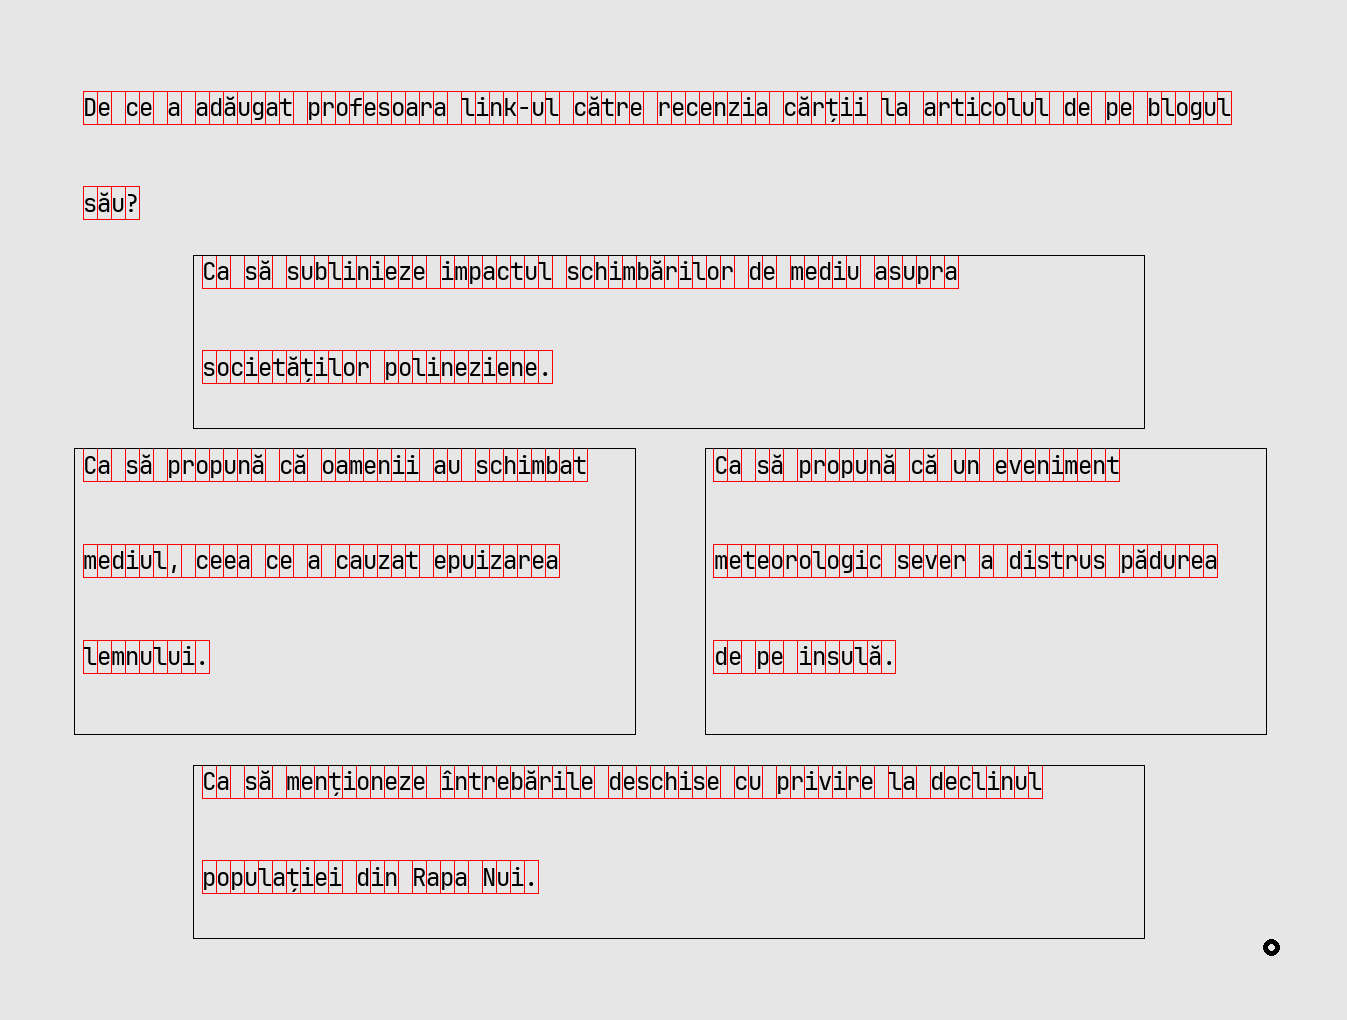 De ce a adăugat profesoara link-ul către recenzia cărții la articolul de pe blogul
său?
Ca să sublinieze impactul schimbărilor de mediu asupra
societăților polineziene.
Ca să propună că oamenii au schimbat
mediul, ceea ce a cauzat epuizarea
lemnului.
Ca să propună că un eveniment
meteorologic sever a distrus pădurea
de pe insulă.
Ca să menționeze întrebările deschise cu privire la declinul
populației din Rapa Nui.